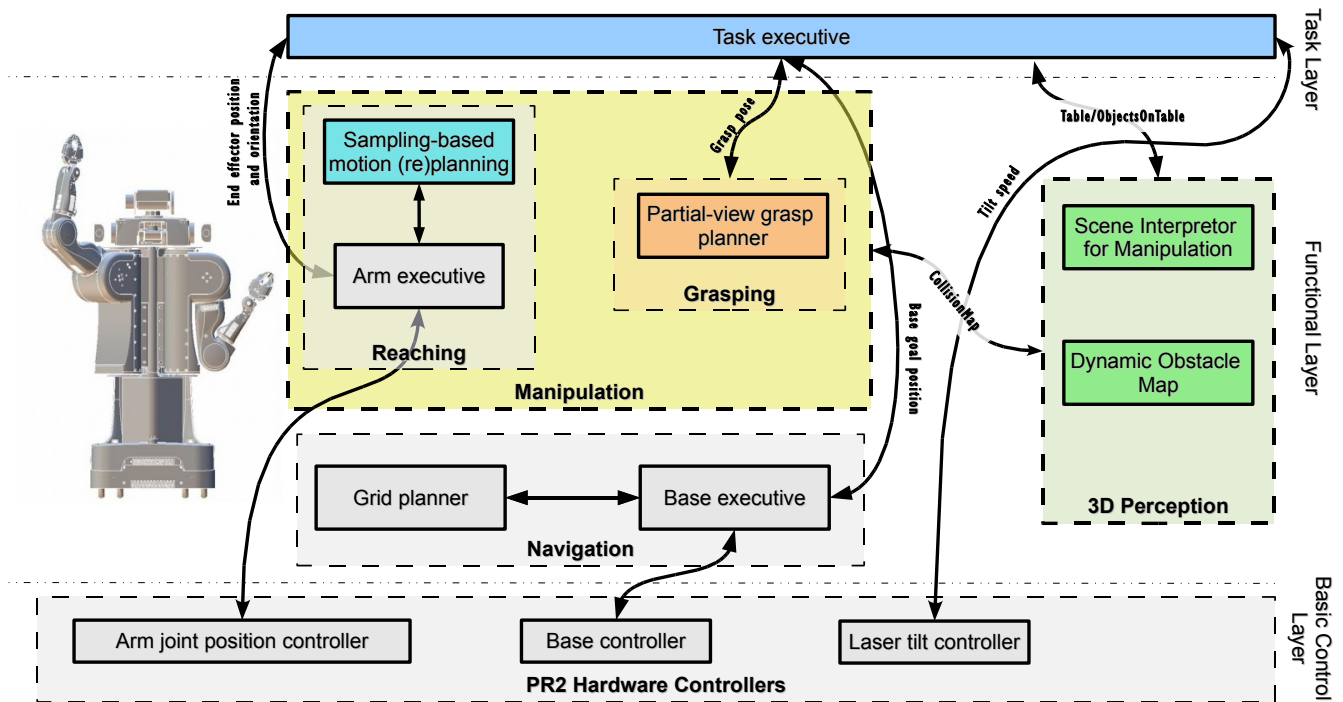 Task executive
Task Layer
End effector position
and orientation
Sampling-based
motion (re)planning
Arm executive
Reaching
Grasp pose
Partial-view grasp
planner
Grasping
Manipulation
Table/ObjectsOnTable
Tilt speed
CollisionMap
Base goal position
Scene Interpretor
for Manipulation
Dynamic Obstacle
Map
3D Perception
Functional Layer
Grid planner
Base executive
Navigation
Arm joint position controller
Base controller
Laser tilt controller
PR2 Hardware Controllers
Basic Control
Layer